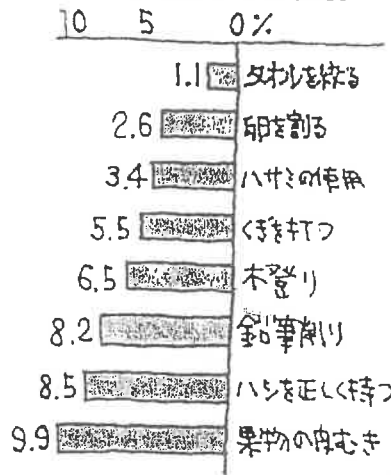 10 5 0%
1.1 タオルを絞る
2.6 卵を割る
3.4 ハサミの使用
5.5 くぎを打つ
6.5 木登り
8.2 鉛筆削り
8.5 ハシを正しく持つ
9.9 果物の皮むき